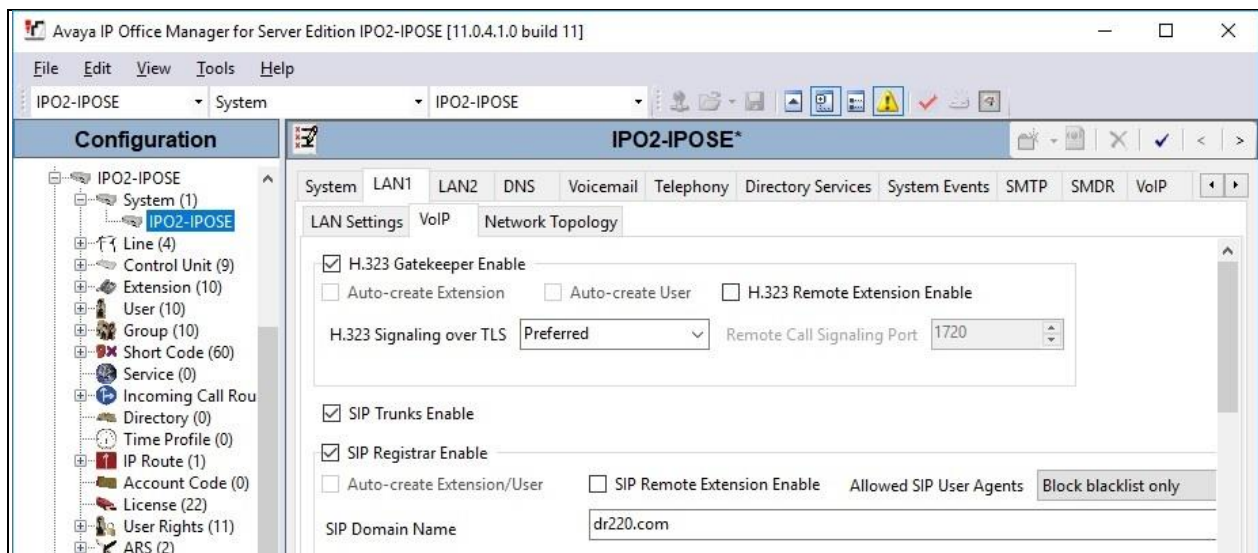 Avaya IP Office Manager for Server Edition IPO2-IPOSE [11.0.4.1.0 build 11]
File Edit View Tools Help
IPO2-IPOSE System IPO2-IPOSE
Configuration
IPO2-IPOSE*
IPO2-IPOSE
System (1)
IPO2-IPOSE
Line (4)
Control Unit (9)
Extension (10)
User (10)
Group (10)
Short Code (60)
Service (0)
Incoming Call Rou
Directory (0)
Time Profile (0)
IP Route (1)
Account Code (0)
License (22)
User Rights (11)
ARS (2)
System LAN1 LAN2 DNS Voicemail Telephony Directory Services System Events SMTP SMDR VoIP
LAN Settings VoIP Network Topology
H.323 Gatekeeper Enable
Auto-create Extension Auto-create User H.323 Remote Extension Enable
H.323 Signaling over TLS Preferred Remote Call Signaling Port 1720
SIP Trunks Enable
SIP Registrar Enable
Auto-create Extension/User SIP Remote Extension Enable Allowed SIP User Agents Block blacklist only
SIP Domain Name dr220.com